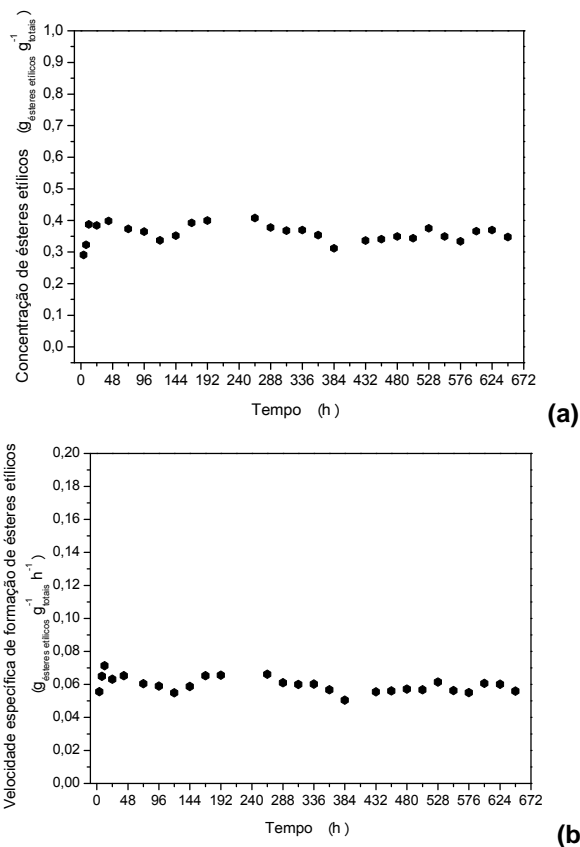 Concentração de ésteres etílicos (g ésteres etílicos g-1 totais)
1,0
0,9
0,8
0,7
0,6
0,5
0,4
0,3
0,2
0,1
0,0
0 48 96 144 192 240 288 336 384 432 480 528 576 624 672
Tempo (h)
(a)
Velocidade específica de formação de ésteres etílicos
(g ésteres etílicos g-1 totais h-1)
0,20
0,18
0,16
0,14
0,12
0,10
0,08
0,06
0,04
0,02
0,00
0 48 96 144 192 240 288 336 384 432 480 528 576 624 672
Tempo (h)
(b